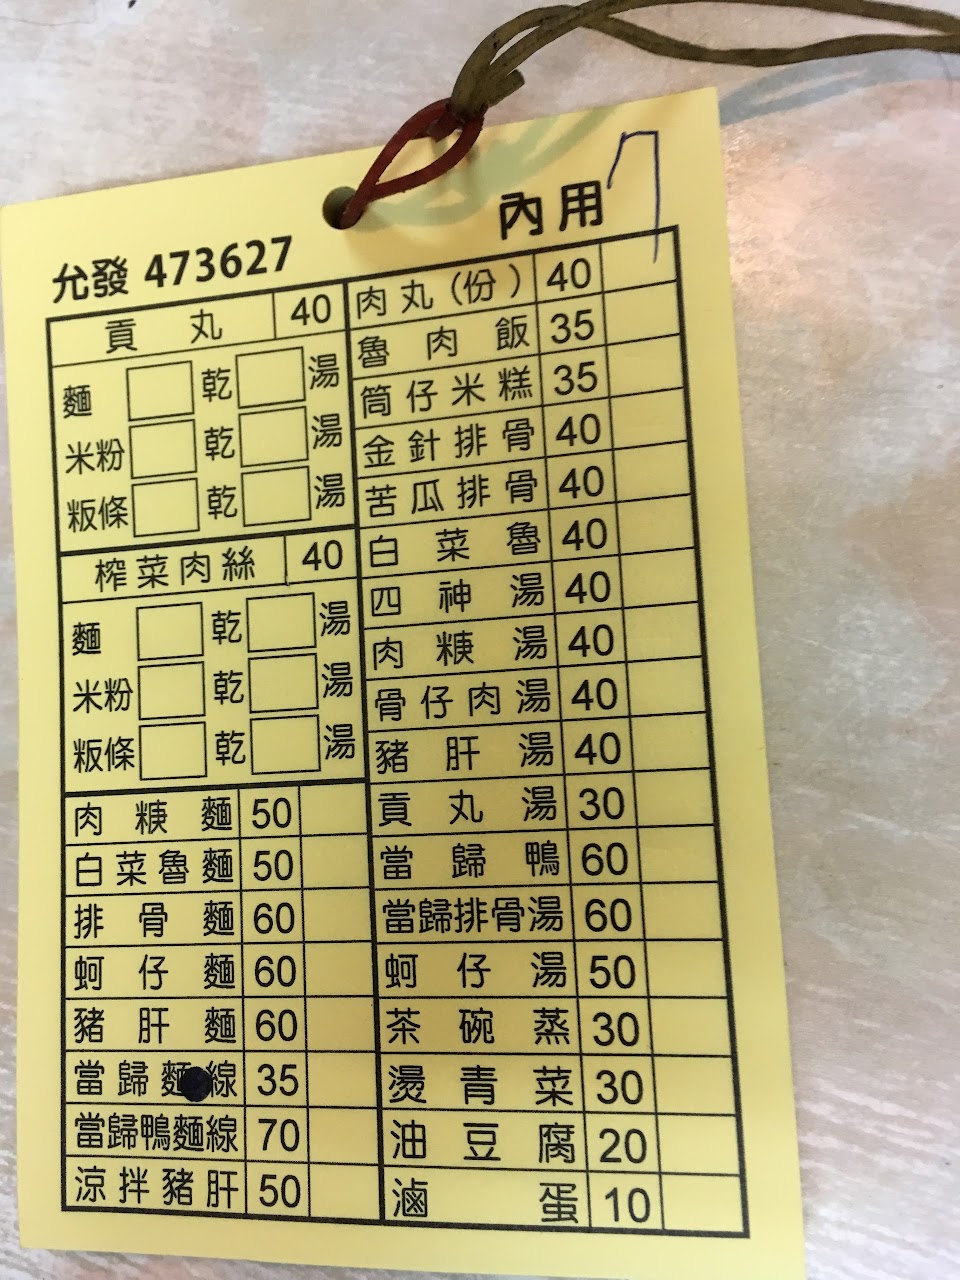 7
內用
允發 473627
貢丸 40
麵 乾 湯
米粉 乾 湯
粄條 乾 湯
榨菜肉絲 40
麵 乾 湯
米粉 乾 湯
粄條 乾 湯
肉焿麵 50
白菜魯麵 50
排骨麵 60
蚵仔麵 60
豬肝麵 60
當歸麵線 35
當歸鴨麵線 70
涼拌豬肝 50
肉丸(份) 40
魯肉飯 35
筒仔米糕 35
金針排骨 40
苦瓜排骨 40
白菜魯 40
四神湯 40
肉焿湯 40
骨仔肉湯 40
豬肝湯 40
貢丸湯 30
當歸鴨 60
當歸排骨湯 60
蚵仔湯 50
茶碗蒸 30
燙青菜 30
油豆腐 20
滷蛋 10